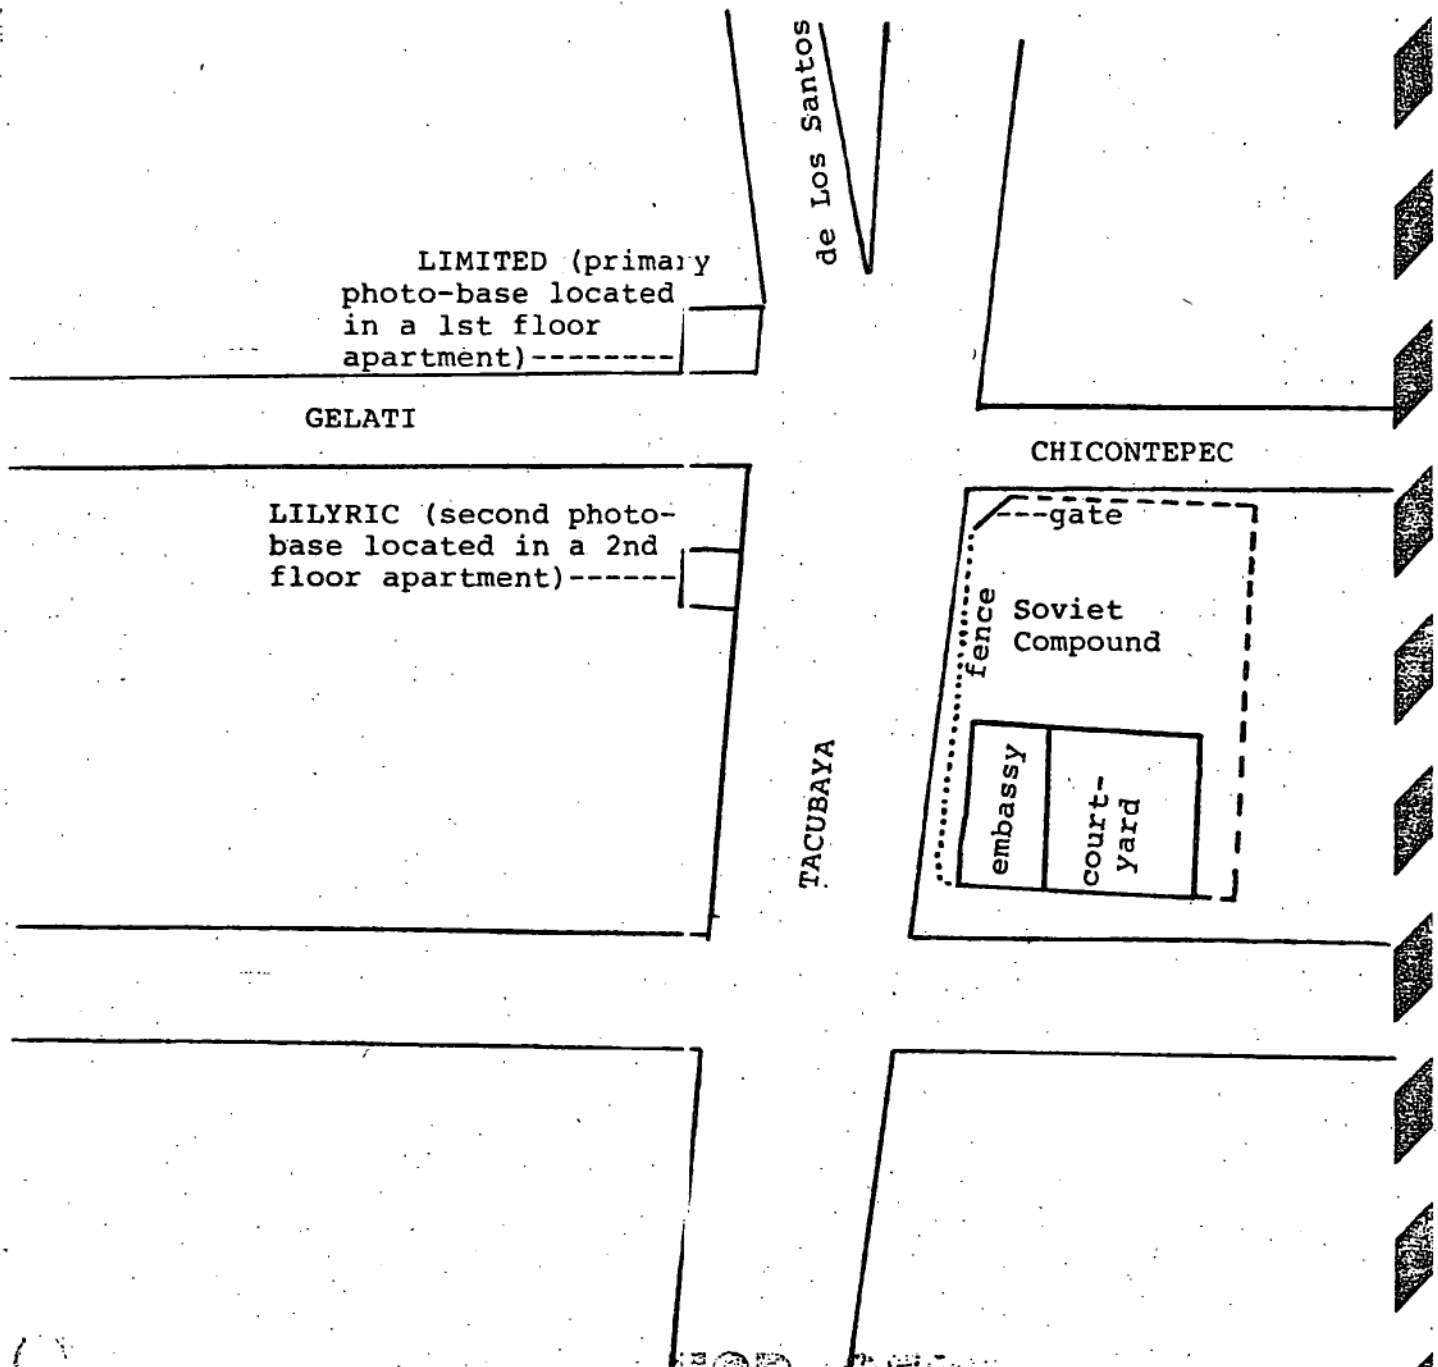 de Los Santos
LIMITED (primary
photo-base located
in a 1st floor
apartment)--------
GELATI
CHICONTEPEC
LILYRIC (second photo-
base located in a 2nd
floor apartment)------
---gate
fence
Soviet
Compound
TACUBAYA
embassy
court-
yard